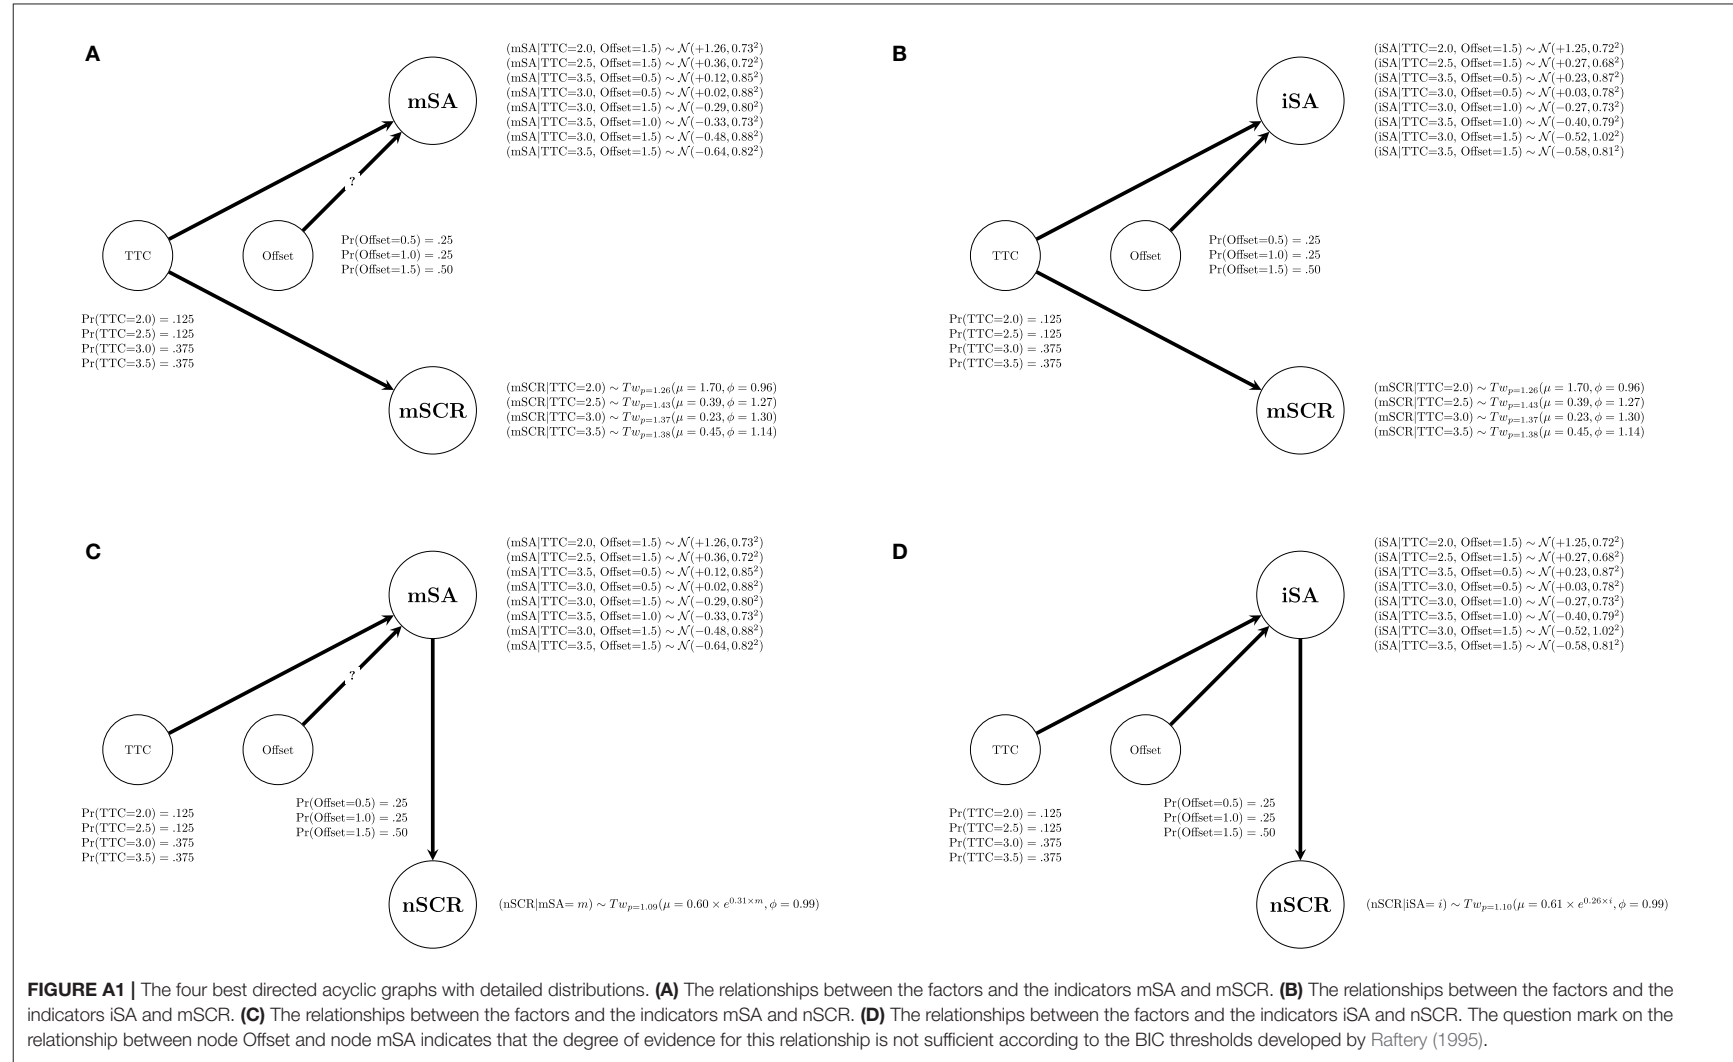 A
mSA
(mSA|TTC=2.0, Offset=1.5) ∼ 𝒩(+1.26, 0.73²)
(mSA|TTC=2.5, Offset=1.5) ∼ 𝒩(+0.36, 0.72²)
(mSA|TTC=3.5, Offset=0.5) ∼ 𝒩(+0.12, 0.85²)
(mSA|TTC=3.0, Offset=0.5) ∼ 𝒩(+0.02, 0.88²)
(mSA|TTC=3.0, Offset=1.5) ∼ 𝒩(−0.29, 0.80²)
(mSA|TTC=3.5, Offset=1.0) ∼ 𝒩(−0.33, 0.73²)
(mSA|TTC=3.0, Offset=1.5) ∼ 𝒩(−0.48, 0.88²)
(mSA|TTC=3.5, Offset=1.5) ∼ 𝒩(−0.64, 0.82²)
?
TTC
Offset
Pr(Offset=0.5) = .25
Pr(Offset=1.0) = .25
Pr(Offset=1.5) = .50
Pr(TTC=2.0) = .125
Pr(TTC=2.5) = .125
Pr(TTC=3.0) = .375
Pr(TTC=3.5) = .375
mSCR
(mSCR|TTC=2.0) ∼ Tw_{p=1.26}(μ = 1.70, ϕ = 0.96)
(mSCR|TTC=2.5) ∼ Tw_{p=1.43}(μ = 0.39, ϕ = 1.27)
(mSCR|TTC=3.0) ∼ Tw_{p=1.37}(μ = 0.23, ϕ = 1.30)
(mSCR|TTC=3.5) ∼ Tw_{p=1.38}(μ = 0.45, ϕ = 1.14)
B
iSA
(iSA|TTC=2.0, Offset=1.5) ∼ 𝒩(+1.25, 0.72²)
(iSA|TTC=2.5, Offset=1.5) ∼ 𝒩(+0.27, 0.68²)
(iSA|TTC=3.5, Offset=0.5) ∼ 𝒩(+0.23, 0.87²)
(iSA|TTC=3.0, Offset=0.5) ∼ 𝒩(+0.03, 0.78²)
(iSA|TTC=3.0, Offset=1.0) ∼ 𝒩(−0.27, 0.73²)
(iSA|TTC=3.5, Offset=1.0) ∼ 𝒩(−0.40, 0.79²)
(iSA|TTC=3.0, Offset=1.5) ∼ 𝒩(−0.52, 1.02²)
(iSA|TTC=3.5, Offset=1.5) ∼ 𝒩(−0.58, 0.81²)
TTC
Offset
Pr(Offset=0.5) = .25
Pr(Offset=1.0) = .25
Pr(Offset=1.5) = .50
Pr(TTC=2.0) = .125
Pr(TTC=2.5) = .125
Pr(TTC=3.0) = .375
Pr(TTC=3.5) = .375
mSCR
(mSCR|TTC=2.0) ∼ Tw_{p=1.26}(μ = 1.70, ϕ = 0.96)
(mSCR|TTC=2.5) ∼ Tw_{p=1.43}(μ = 0.39, ϕ = 1.27)
(mSCR|TTC=3.0) ∼ Tw_{p=1.37}(μ = 0.23, ϕ = 1.30)
(mSCR|TTC=3.5) ∼ Tw_{p=1.38}(μ = 0.45, ϕ = 1.14)
C
mSA
(mSA|TTC=2.0, Offset=1.5) ∼ 𝒩(+1.26, 0.73²)
(mSA|TTC=2.5, Offset=1.5) ∼ 𝒩(+0.36, 0.72²)
(mSA|TTC=3.5, Offset=0.5) ∼ 𝒩(+0.12, 0.85²)
(mSA|TTC=3.0, Offset=0.5) ∼ 𝒩(+0.02, 0.88²)
(mSA|TTC=3.0, Offset=1.5) ∼ 𝒩(−0.29, 0.80²)
(mSA|TTC=3.5, Offset=1.0) ∼ 𝒩(−0.33, 0.73²)
(mSA|TTC=3.0, Offset=1.5) ∼ 𝒩(−0.48, 0.88²)
(mSA|TTC=3.5, Offset=1.5) ∼ 𝒩(−0.64, 0.82²)
?
TTC
Offset
Pr(Offset=0.5) = .25
Pr(Offset=1.0) = .25
Pr(Offset=1.5) = .50
Pr(TTC=2.0) = .125
Pr(TTC=2.5) = .125
Pr(TTC=3.0) = .375
Pr(TTC=3.5) = .375
nSCR
(nSCR|mSA= m) ∼ Tw_{p=1.09}(μ = 0.60 × e^{0.31×m}, ϕ = 0.99)
D
iSA
(iSA|TTC=2.0, Offset=1.5) ∼ 𝒩(+1.25, 0.72²)
(iSA|TTC=2.5, Offset=1.5) ∼ 𝒩(+0.27, 0.68²)
(iSA|TTC=3.5, Offset=0.5) ∼ 𝒩(+0.23, 0.87²)
(iSA|TTC=3.0, Offset=0.5) ∼ 𝒩(+0.03, 0.78²)
(iSA|TTC=3.0, Offset=1.0) ∼ 𝒩(−0.27, 0.73²)
(iSA|TTC=3.5, Offset=1.0) ∼ 𝒩(−0.40, 0.79²)
(iSA|TTC=3.0, Offset=1.5) ∼ 𝒩(−0.52, 1.02²)
(iSA|TTC=3.5, Offset=1.5) ∼ 𝒩(−0.58, 0.81²)
TTC
Offset
Pr(Offset=0.5) = .25
Pr(Offset=1.0) = .25
Pr(Offset=1.5) = .50
Pr(TTC=2.0) = .125
Pr(TTC=2.5) = .125
Pr(TTC=3.0) = .375
Pr(TTC=3.5) = .375
nSCR
(nSCR|iSA= i) ∼ Tw_{p=1.10}(μ = 0.61 × e^{0.26×i}, ϕ = 0.99)
FIGURE A1 | The four best directed acyclic graphs with detailed distributions. (A) The relationships between the factors and the indicators mSA and mSCR. (B) The relationships between the factors and the
indicators iSA and mSCR. (C) The relationships between the factors and the indicators mSA and nSCR. (D) The relationships between the factors and the indicators iSA and nSCR. The question mark on the
relationship between node Offset and node mSA indicates that the degree of evidence for this relationship is not sufficient according to the BIC thresholds developed by Raftery (1995).